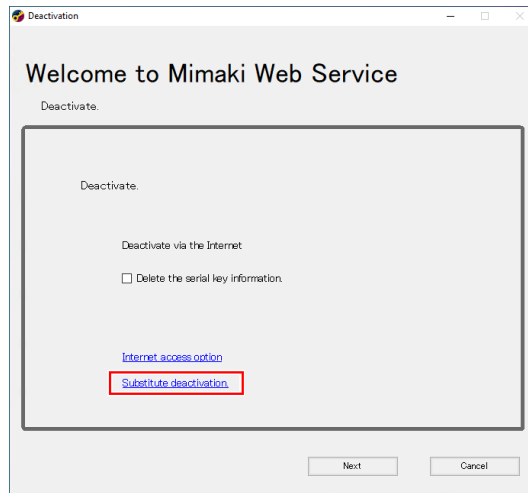 Deactivation
Welcome to Mimaki Web Service
Deactivate.
Deactivate.
Deactivate via the Internet
Delete the serial key information.
Internet access option
Substitute deactivation.
Next Cancel